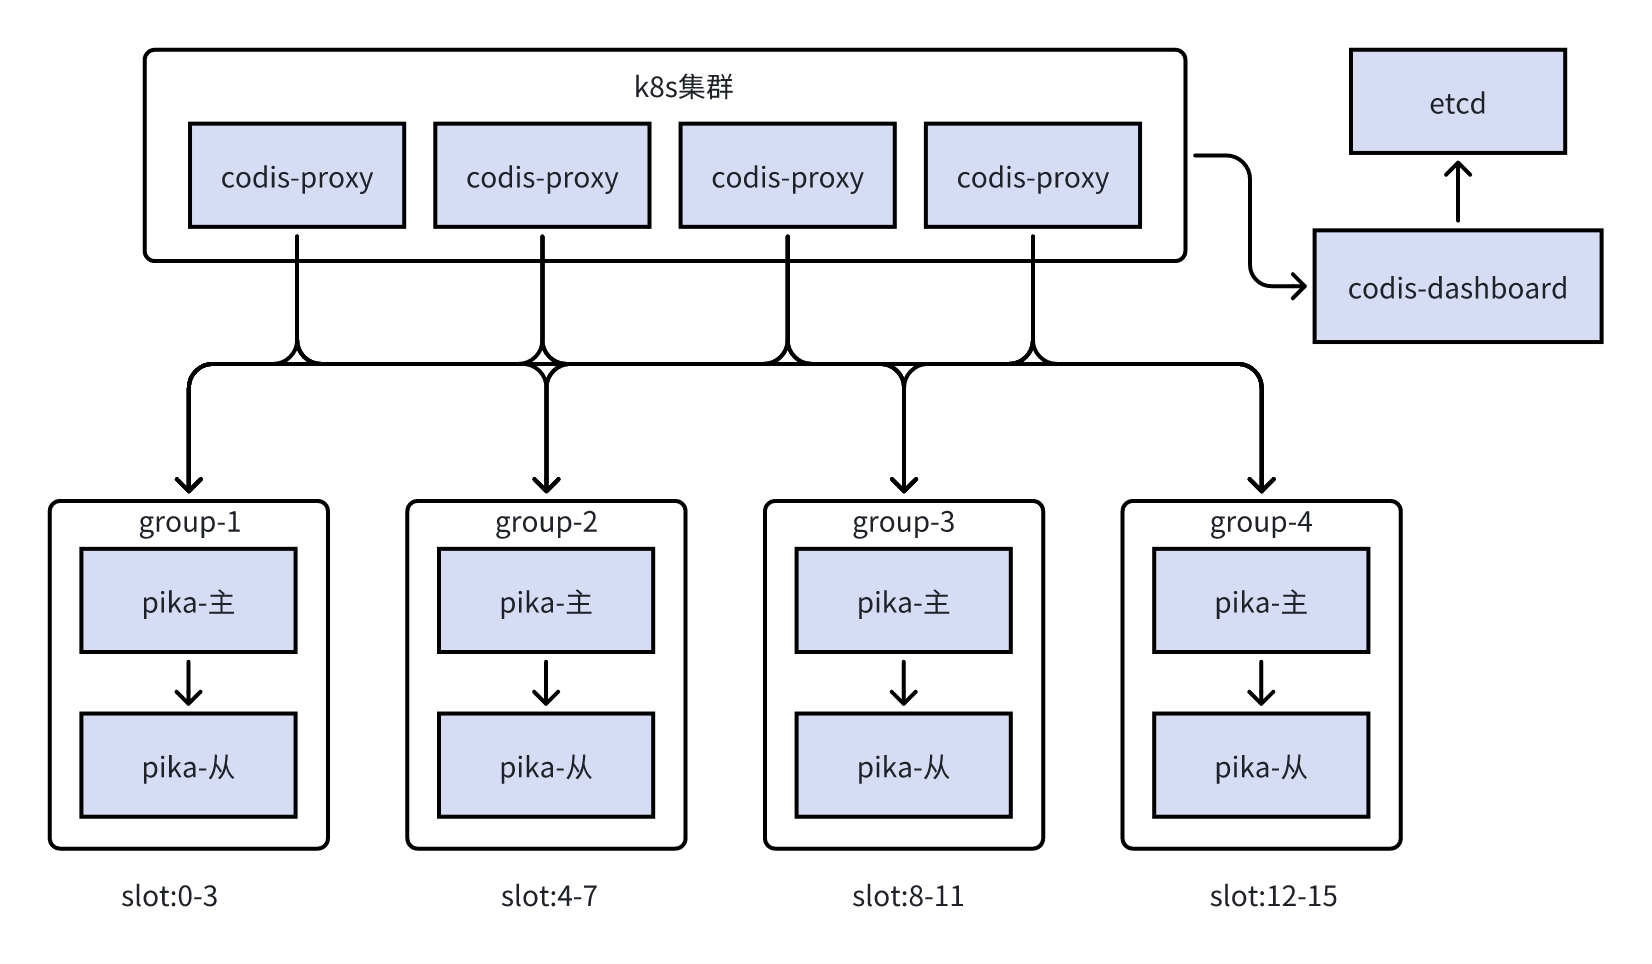 k8s集群
etcd
codis-proxy
codis-proxy
codis-proxy
codis-proxy
codis-dashboard
group-1
group-2
group-3
group-4
pika-主
pika-主
pika-主
pika-主
pika-从
pika-从
pika-从
pika-从
slot:0-3
slot:4-7
slot:8-11
slot:12-15